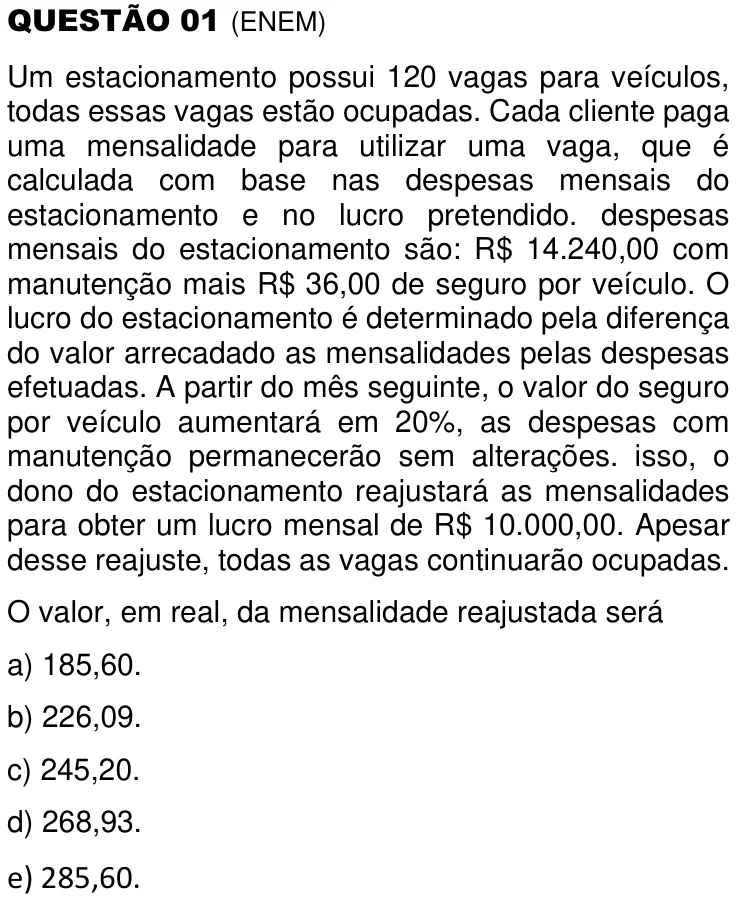 QUESTÃO 01 (ENEM)
Um estacionamento possui 120 vagas para veículos,
todas essas vagas estão ocupadas. Cada cliente paga
uma mensalidade para utilizar uma vaga, que é
calculada com base nas despesas mensais do
estacionamento e no lucro pretendido. despesas
mensais do estacionamento são: R$ 14.240,00 com
manutenção mais R$ 36,00 de seguro por veículo. O
lucro do estacionamento é determinado pela diferença
do valor arrecadado as mensalidades pelas despesas
efetuadas. A partir do mês seguinte, o valor do seguro
por veículo aumentará em 20%, as despesas com
manutenção permanecerão sem alterações. isso, o
dono do estacionamento reajustará as mensalidades
para obter um lucro mensal de R$ 10.000,00. Apesar
desse reajuste, todas as vagas continuarão ocupadas.
O valor, em real, da mensalidade reajustada será
a) 185,60.
b) 226,09.
c) 245,20.
d) 268,93.
e) 285,60.